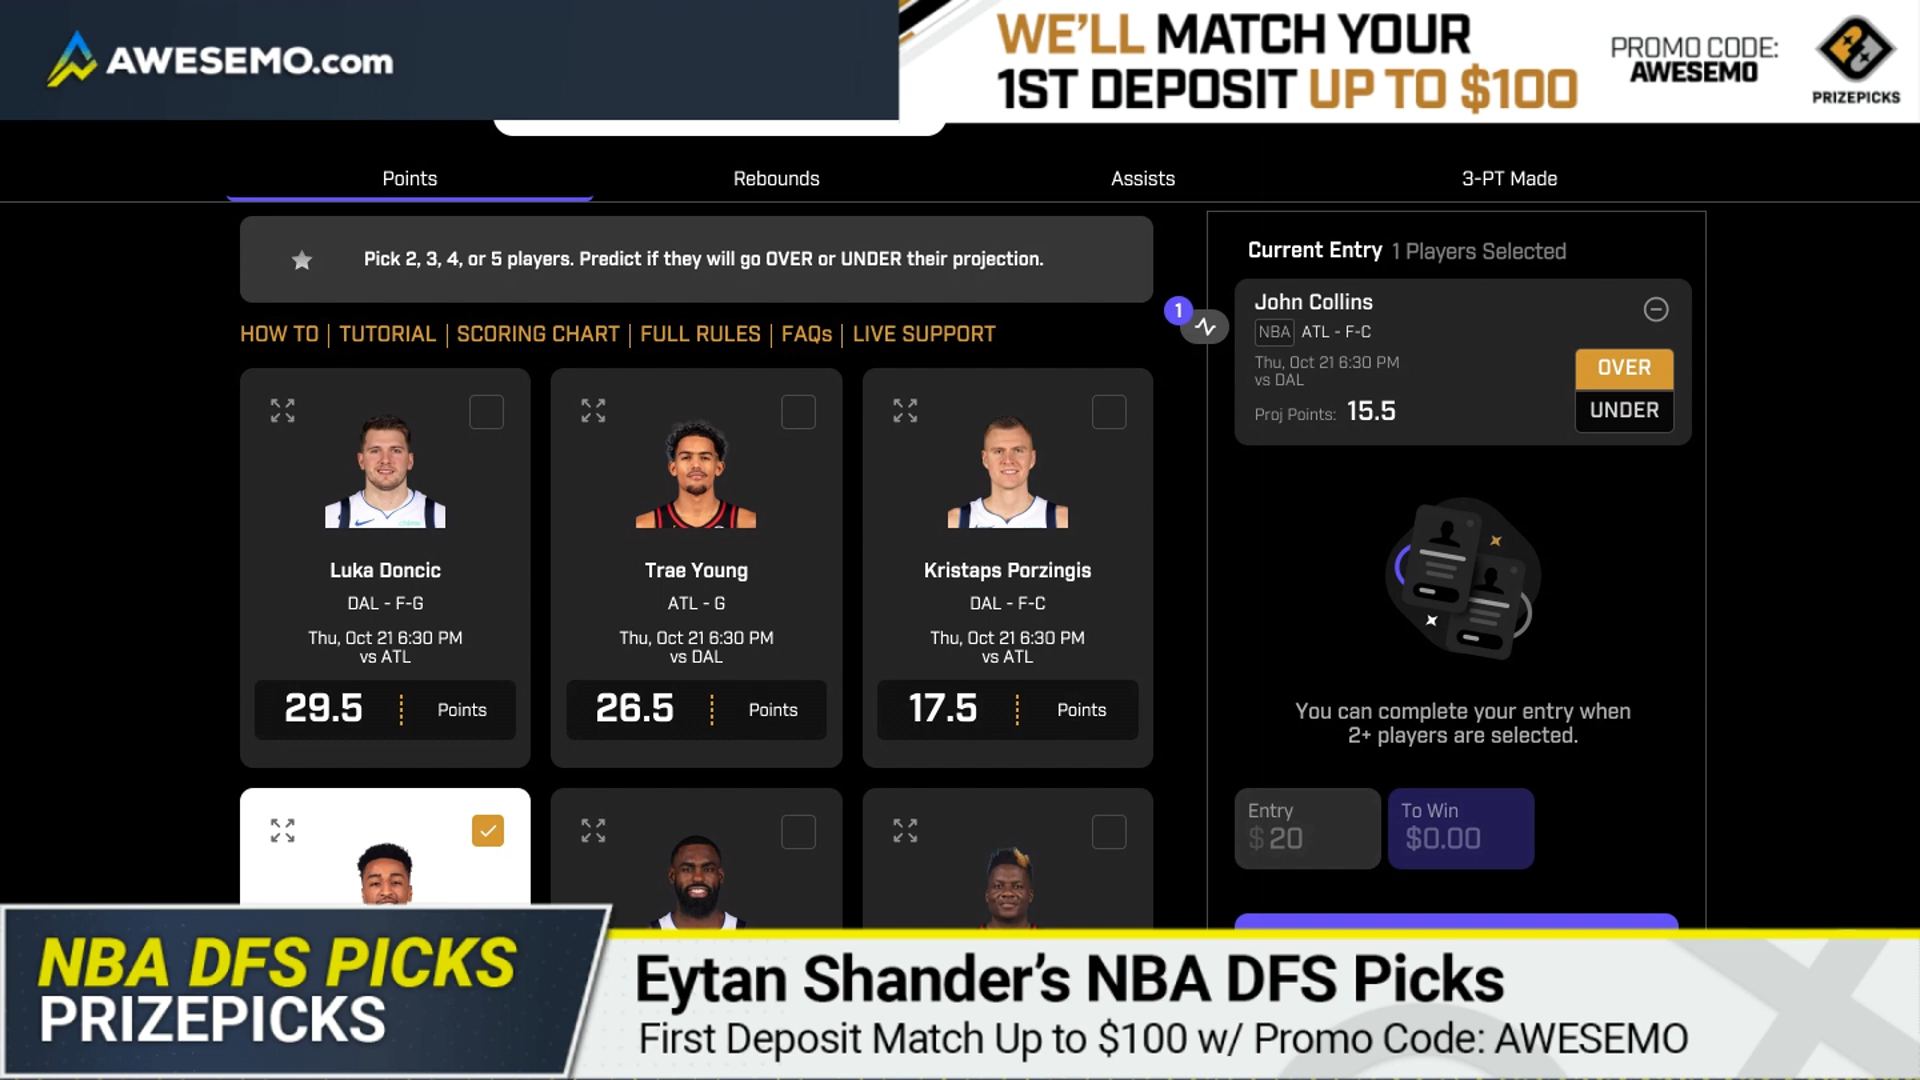 AWESEMO.com
WE'LL MATCH YOUR
1ST DEPOSIT UP TO $100
PROMO CODE:
AWESEMO
PRIZEPICKS
Points
Rebounds
Assists
3-PT Made
Pick 2, 3, 4, or 5 players. Predict if they will go OVER or UNDER their projection.
HOW TO | TUTORIAL | SCORING CHART | FULL RULES | FAQs | LIVE SUPPORT
Luka Doncic
DAL - F-G
Thu, Oct 21 6:30 PM
vs ATL
29.5
Points
Trae Young
ATL - G
Thu, Oct 21 6:30 PM
vs DAL
26.5
Points
Kristaps Porzingis
DAL - F-C
Thu, Oct 21 6:30 PM
vs ATL
17.5
Points
Current Entry 1 Players Selected
1
John Collins
NBA ATL - F-C
Thu, Oct 21 6:30 PM
vs DAL
Proj Points: 15.5
OVER
UNDER
You can complete your entry when
2+ players are selected.
Entry
$ 20
To Win
$0.00
NBA DFS PICKS
PRIZEPICKS
Eytan Shander's NBA DFS Picks
First Deposit Match Up to $100 w/ Promo Code: AWESEMO